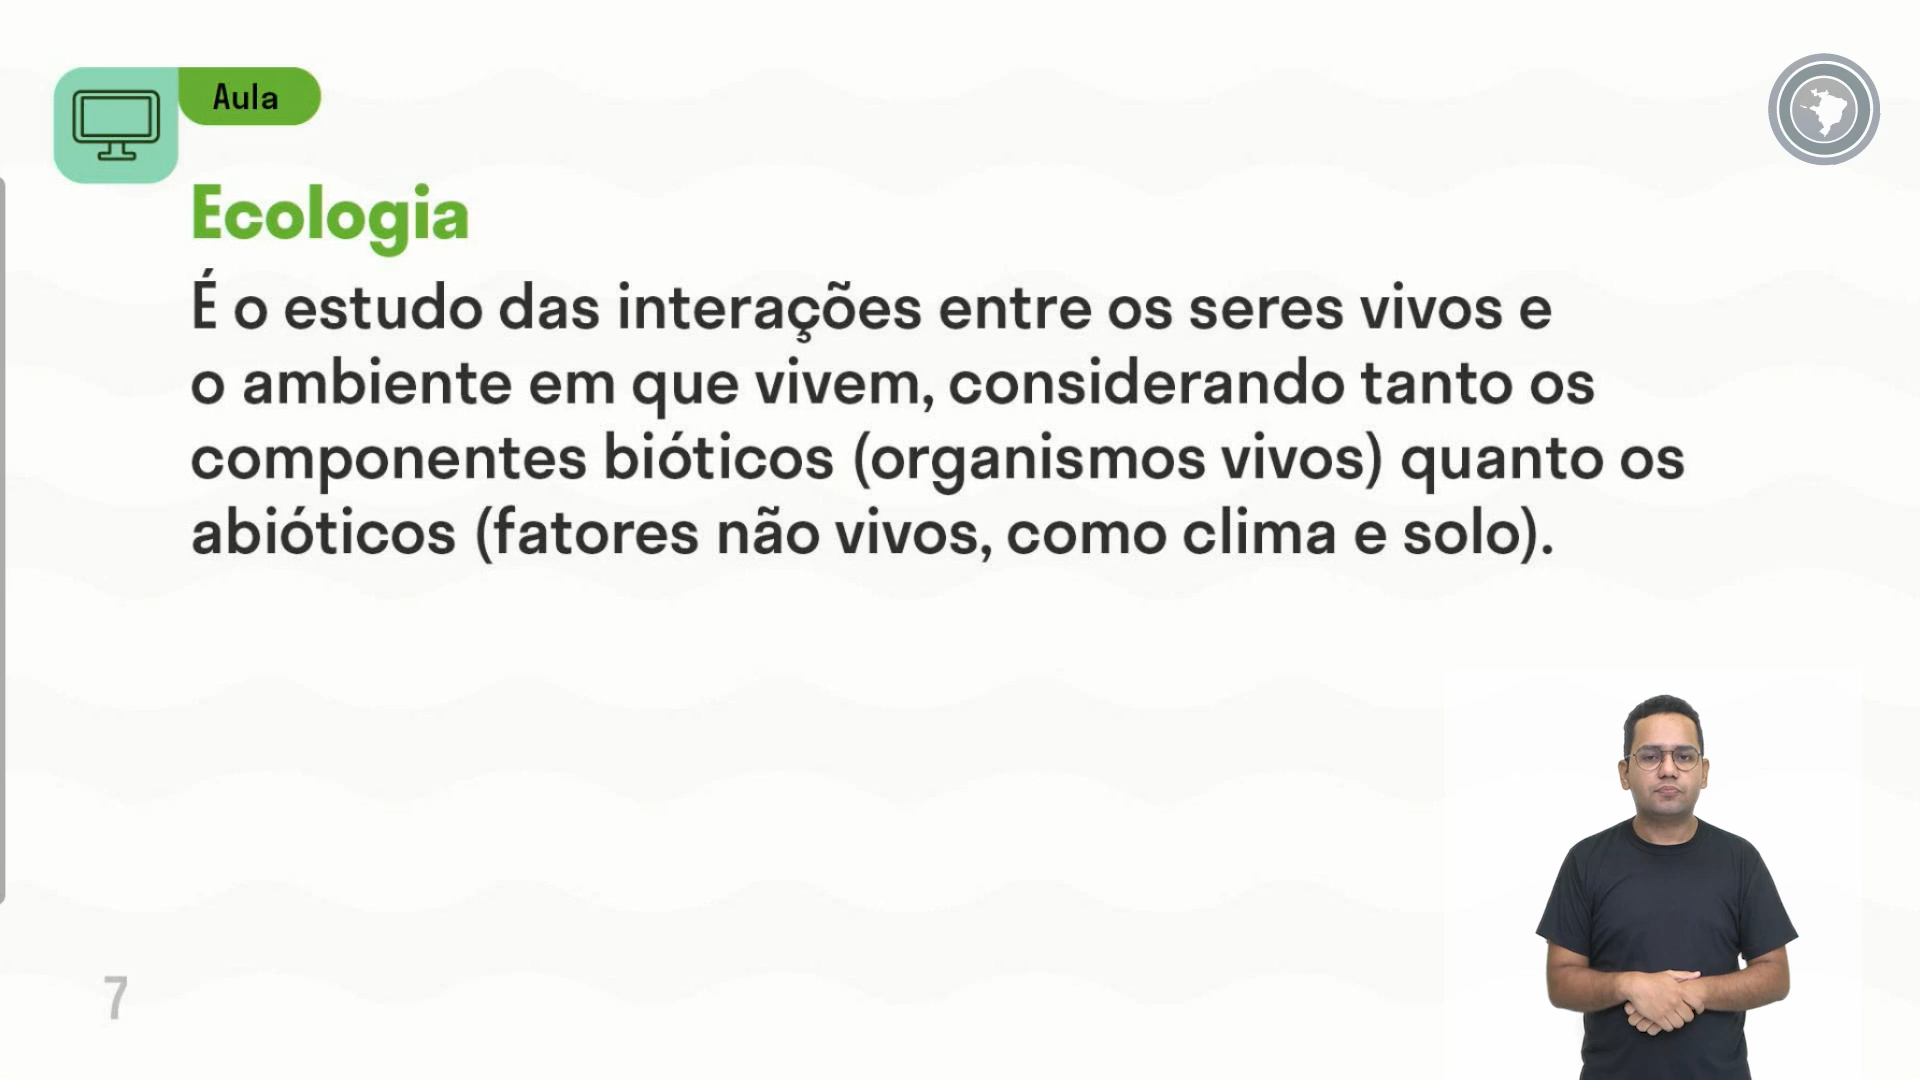 Aula
Ecologia
É o estudo das interações entre os seres vivos e
o ambiente em que vivem, considerando tanto os
componentes bióticos (organismos vivos) quanto os
abióticos (fatores não vivos, como clima e solo).
7